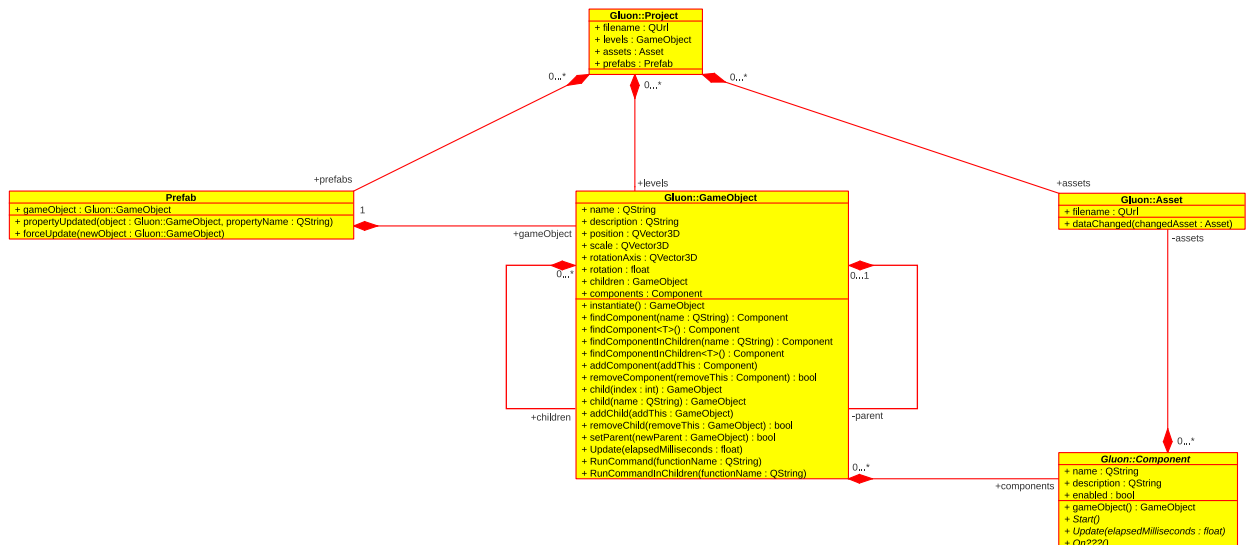 Gluon::Project
+ filename : QUrl
+ levels : GameObject
+ assets : Asset
+ prefabs : Prefab
0...*
0...*
0...*
+prefabs
+levels
+assets
Prefab
+ gameObject : Gluon::GameObject
+ propertyUpdated(object : Gluon::GameObject, propertyName : QString)
+ forceUpdate(newObject : Gluon::GameObject)
1
+gameObject
Gluon::GameObject
+ name : QString
+ description : QString
+ position : QVector3D
+ scale : QVector3D
+ rotationAxis : QVector3D
+ rotation : float
+ children : GameObject
+ components : Component
+ instantiate() : GameObject
+ findComponent(name : QString) : Component
+ findComponent<T>() : Component
+ findComponentInChildren(name : QString) : Component
+ findComponentInChildren<T>() : Component
+ addComponent(addThis : Component)
+ removeComponent(removeThis : Component) : bool
+ child(index : int) : GameObject
+ child(name : QString) : GameObject
+ addChild(addThis : GameObject)
+ removeChild(removeThis : GameObject) : bool
+ setParent(newParent : GameObject) : bool
+ Update(elapsedMilliseconds : float)
+ RunCommand(functionName : QString)
+ RunCommandInChildren(functionName : QString)
0...*
+children
0...1
-parent
0...*
+components
Gluon::Asset
+ filename : QUrl
+ dataChanged(changedAsset : Asset)
-assets
0...*
Gluon::Component
+ name : QString
+ description : QString
+ enabled : bool
+ gameObject() : GameObject
+ Start()
+ Update(elapsedMilliseconds : float)
+ On???()